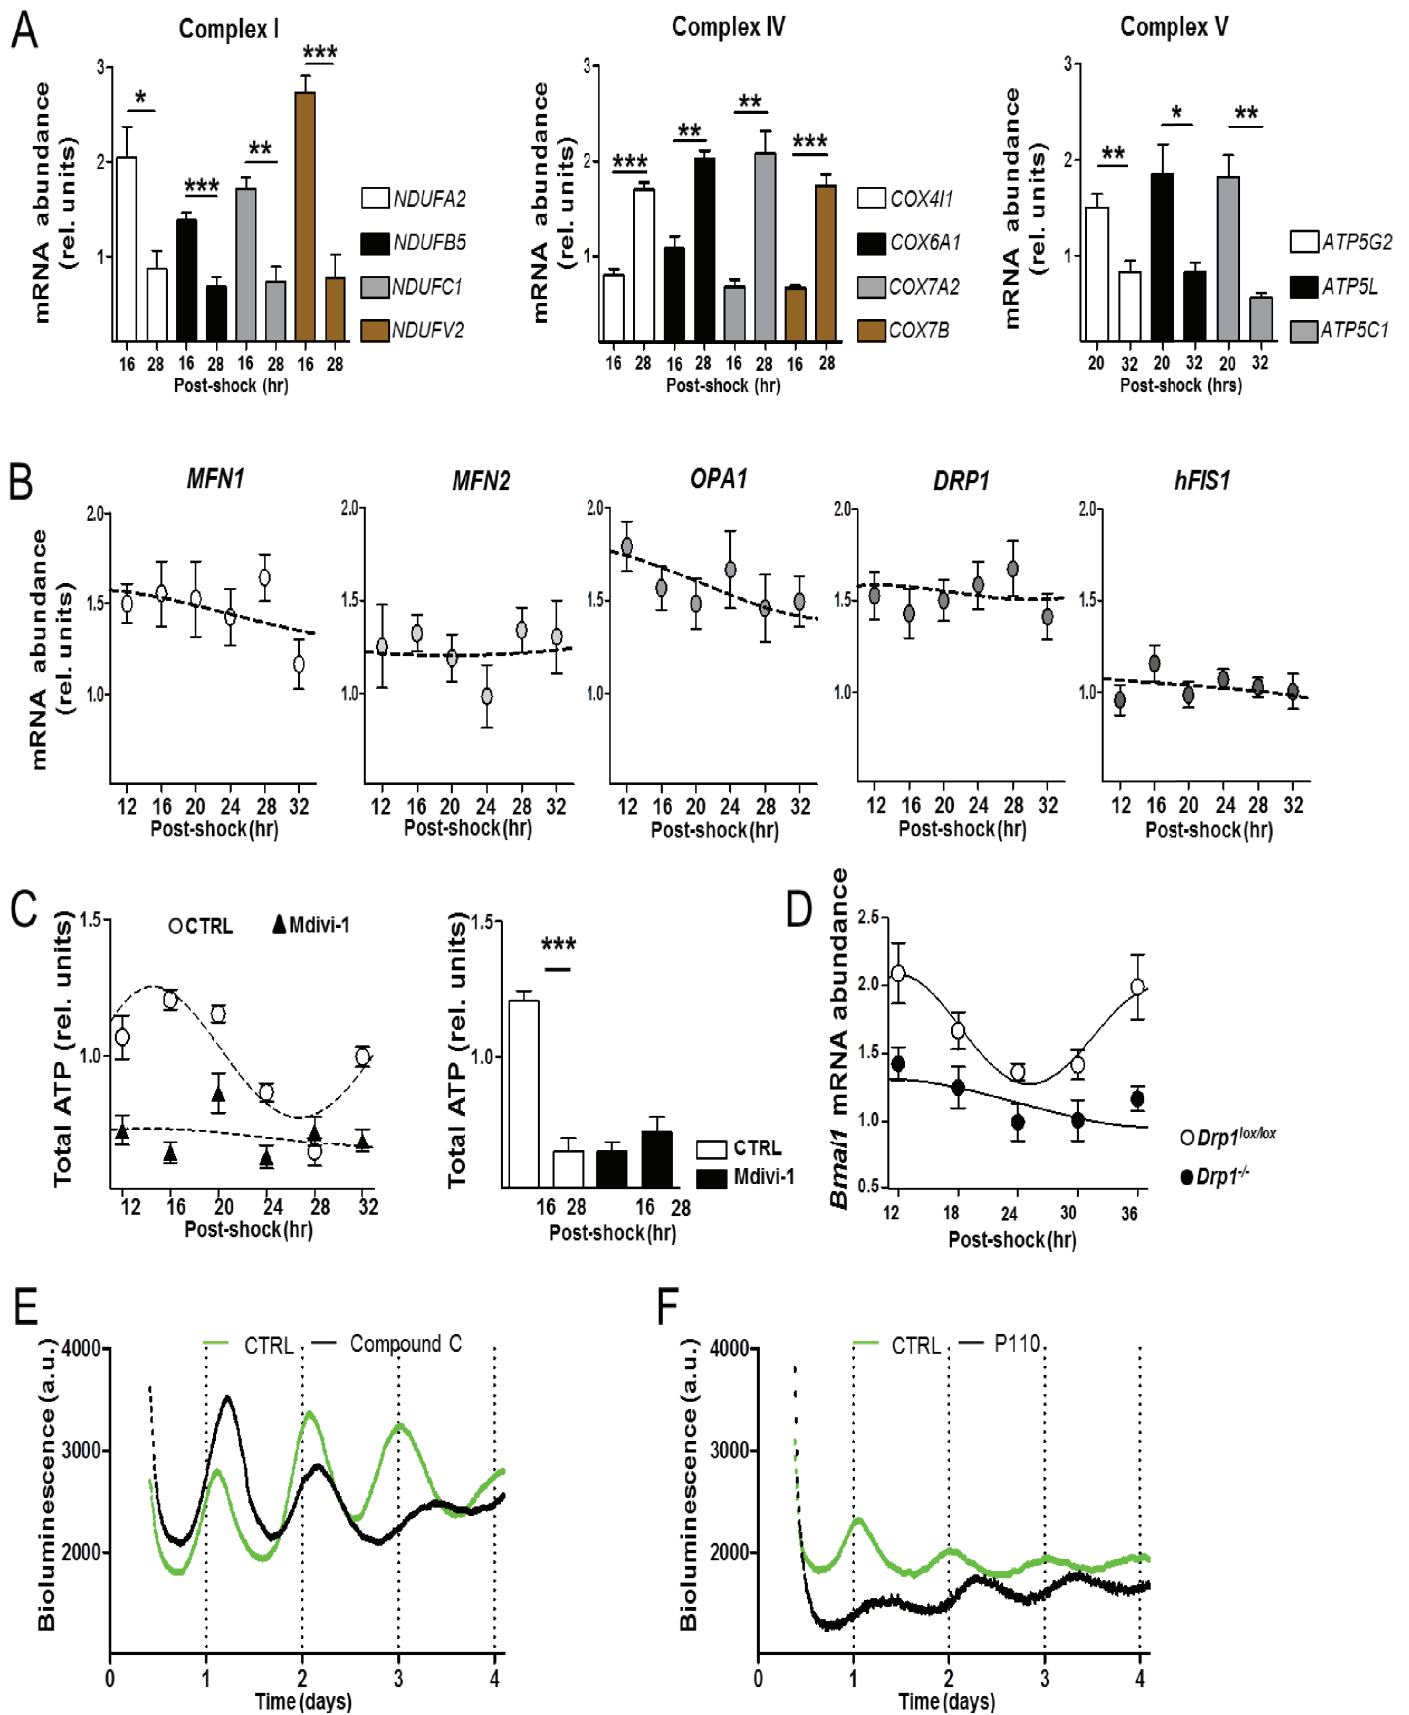 A
Complex I
mRNA abundance
(rel. units)
3
2
1
*
***
**
***
16 28 16 28 16 28 16 28
Post-shock (hr)
NDUFA2
NDUFB5
NDUFC1
NDUFV2
Complex IV
mRNA abundance
(rel. units)
3
2
1
***
**
**
***
16 28 16 28 16 28 16 28
Post-shock (hr)
COX4I1
COX6A1
COX7A2
COX7B
Complex V
mRNA abundance
(rel. units)
3
2
1
**
*
**
20 32 20 32 20 32
Post-shock (hrs)
ATP5G2
ATP5L
ATP5C1
B
mRNA abundance
(rel. units)
MFN1
2.0
1.5
1.0
12 16 20 24 28 32
Post-shock (hr)
MFN2
2.0
1.5
1.0
12 16 20 24 28 32
Post-shock (hr)
OPA1
2.0
1.5
1.0
12 16 20 24 28 32
Post-shock (hr)
DRP1
2.0
1.5
1.0
12 16 20 24 28 32
Post-shock (hr)
hFIS1
2.0
1.5
1.0
12 16 20 24 28 32
Post-shock (hr)
C
Total ATP (rel. units)
1.5
1.0
CTRL Mdivi-1
12 16 20 24 28 32
Post-shock (hr)
Total ATP (rel. units)
1.5
1.0
***
16 28 16 28
Post-shock (hr)
CTRL
Mdivi-1
D
Bmal1 mRNA abundance
2.5
2.0
1.5
1.0
0.5
12 18 24 30 36
Post-shock (hr)
Drp1lox/lox
Drp1-/-
E
Bioluminescence (a.u.)
4000
3000
2000
CTRL Compound C
0 1 2 3 4
Time (days)
F
Bioluminescence (a.u.)
4000
3000
2000
CTRL P110
0 1 2 3 4
Time (days)